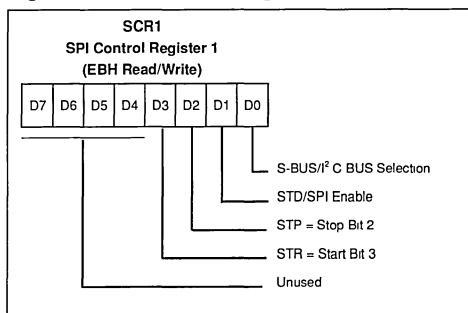 SCR1
SPI Control Register 1
(EBH Read/Write)
D7 D6 D5 D4 D3 D2 D1 D0
S-BUS/I² C BUS Selection
STD/SPI Enable
STP = Stop Bit 2
STR = Start Bit 3
Unused